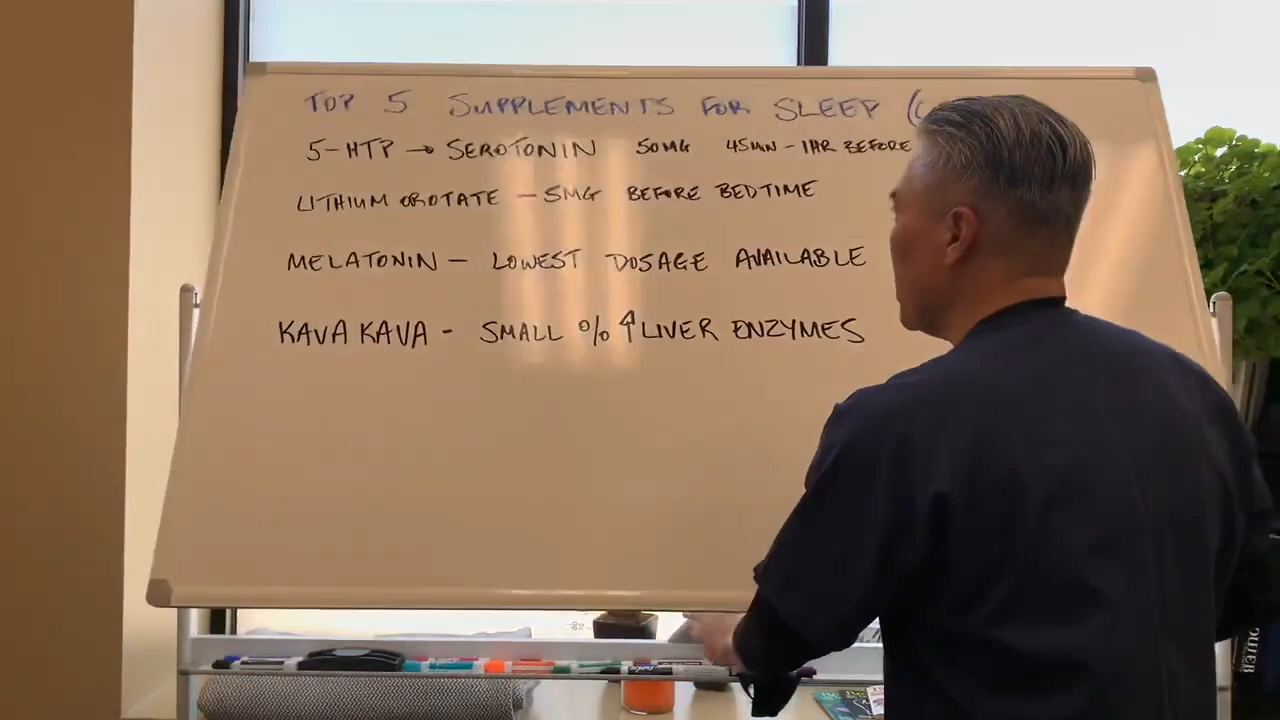 TOP 5 SUPPLEMENTS FOR SLEEP (
5-HTP → SEROTONIN 50MG 45MIN - 1HR BEFORE
LITHIUM OROTATE - 5MG BEFORE BEDTIME
MELATONIN - LOWEST DOSAGE AVAILABLE
KAVA KAVA - SMALL % ↑ LIVER ENZYMES